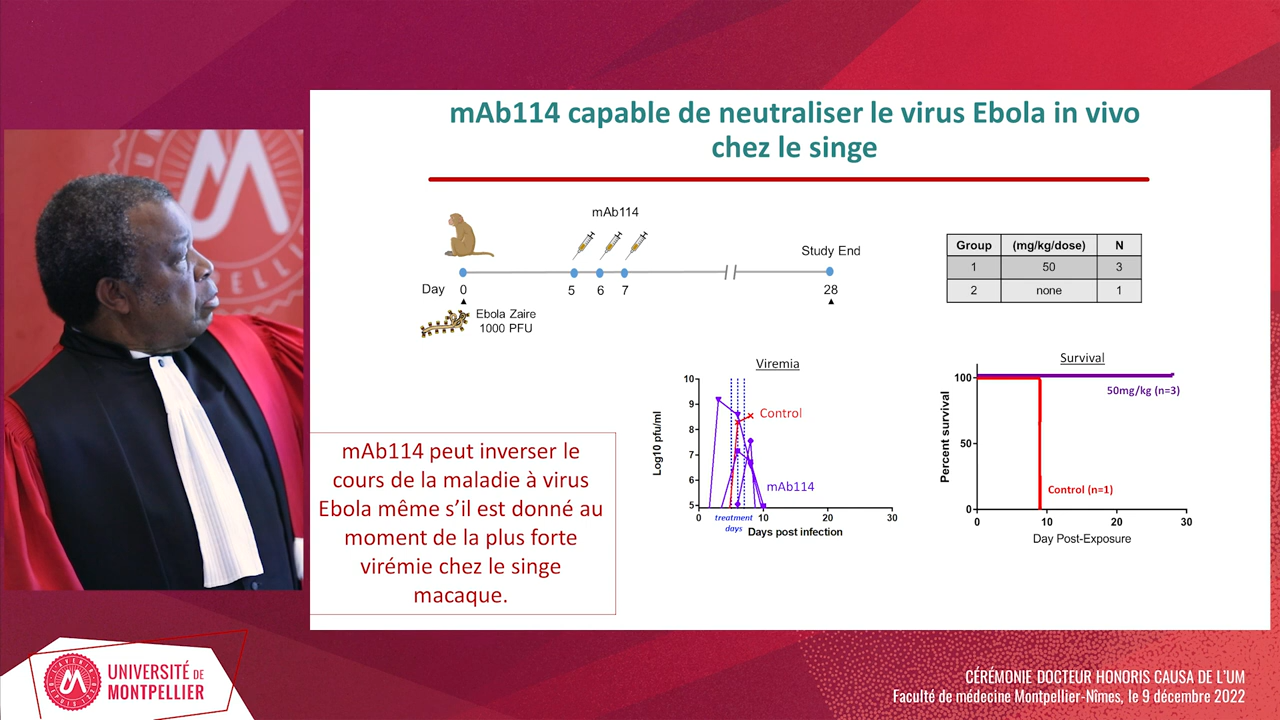 mAb114 capable de neutraliser le virus Ebola in vivo
chez le singe
mAb114
Study End
Day
0
5
6
7
28
Ebola Zaire
1000 PFU
Group (mg/kg/dose) N
1 50 3
2 none 1
mAb114 peut inverser le
cours de la maladie à virus
Ebola même s’il est donné au
moment de la plus forte
virémie chez le singe
macaque.
Viremia
Log10 pfu/ml
10
9
8
7
6
5
Control
mAb114
0 10 20 30
treatment
days
Days post infection
Survival
Percent survival
100
50
0
50mg/kg (n=3)
Control (n=1)
0 10 20 30
Day Post-Exposure
UNIVERSITÉ DE
MONTPELLIER
CÉRÉMONIE DOCTEUR HONORIS CAUSA DE L’UM
Faculté de médecine Montpellier-Nîmes, le 9 décembre 2022